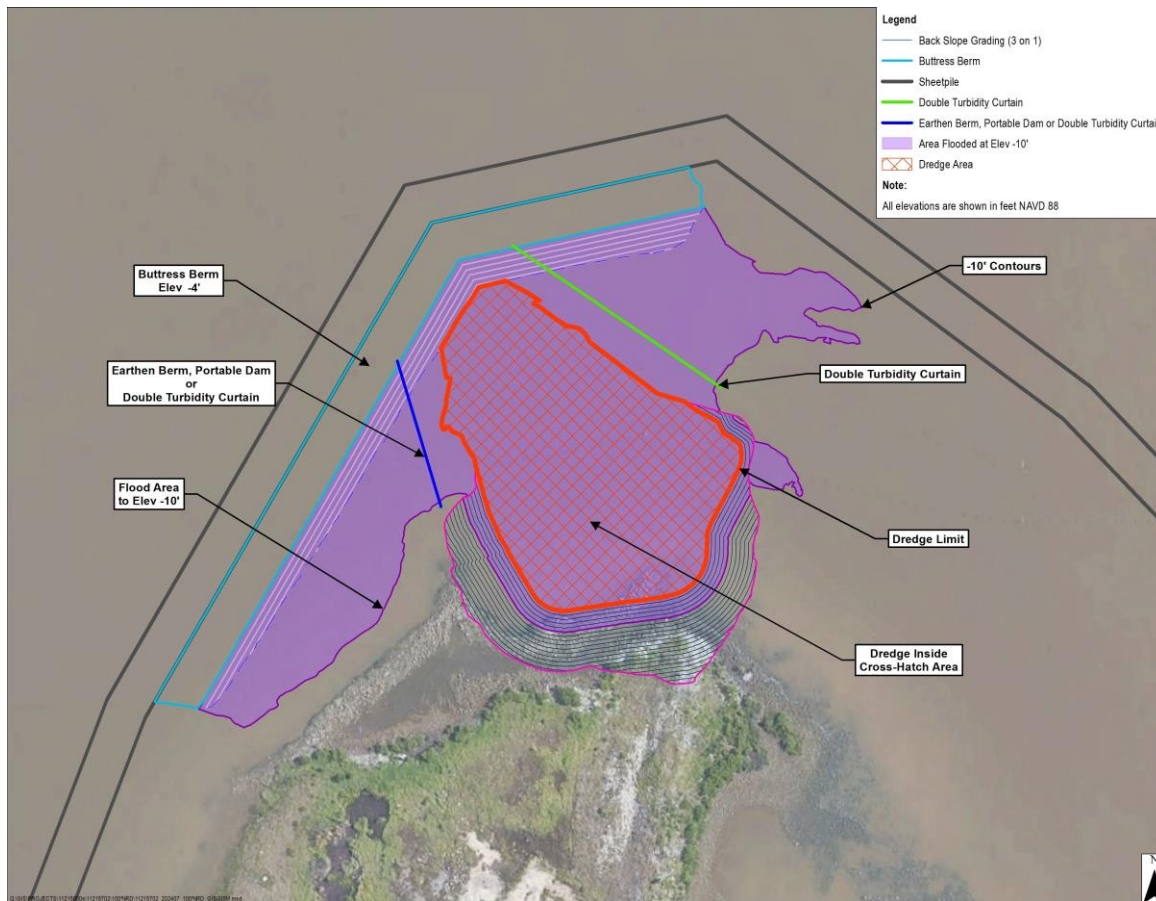 Legend
Back Slope Grading (3 on 1)
Buttress Berm
Sheetpile
Double Turbidity Curtain
Earthen Berm, Portable Dam or Double Turbidity Curtai
Area Flooded at Elev -10'
Dredge Area
Note:
All elevations are shown in feet NAVD 88
Buttress Berm
Elev -4'
-10' Contours
Earthen Berm, Portable Dam
or
Double Turbidity Curtain
Double Turbidity Curtain
Flood Area
to Elev -10'
Dredge Limit
Dredge Inside
Cross-Hatch Area
N